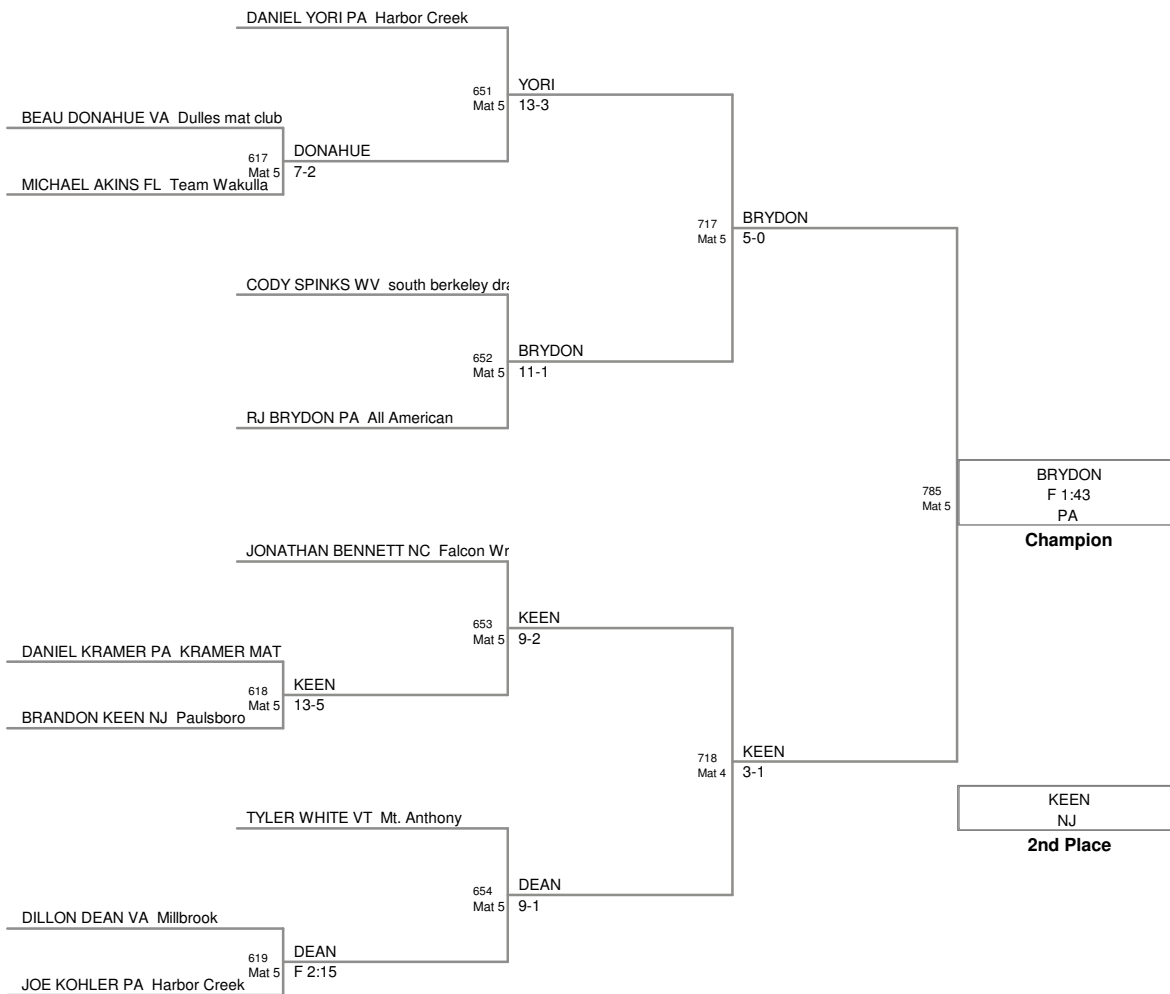 DANIEL YORI PA Harbor Creek
651
Mat 5
YORI
13-3
BEAU DONAHUE VA Dulles mat club
617
Mat 5
DONAHUE
7-2
MICHAEL AKINS FL Team Wakulla
717
Mat 5
BRYDON
5-0
CODY SPINKS WV south berkeley dra
652
Mat 5
BRYDON
11-1
RJ BRYDON PA All American
785
Mat 5
BRYDON
F 1:43
PA
Champion
JONATHAN BENNETT NC Falcon Wr
653
Mat 5
KEEN
9-2
DANIEL KRAMER PA KRAMER MAT
618
Mat 5
KEEN
13-5
BRANDON KEEN NJ Paulsboro
718
Mat 4
KEEN
3-1
KEEN
NJ
2nd Place
TYLER WHITE VT Mt. Anthony
654
Mat 5
DEAN
9-1
DILLON DEAN VA Millbrook
619
Mat 5
DEAN
F 2:15
JOE KOHLER PA Harbor Creek